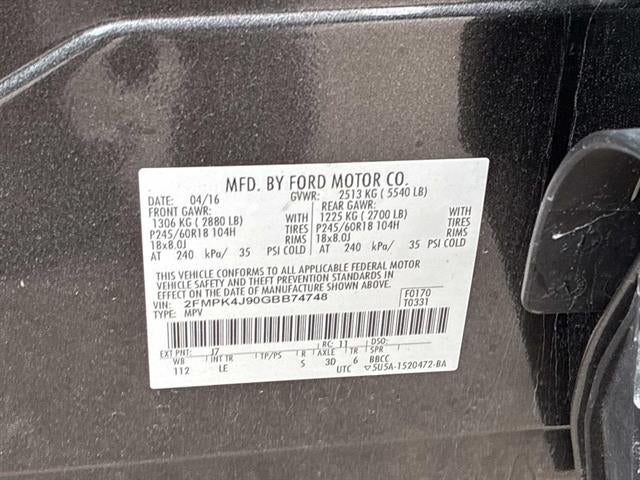 MFD. BY FORD MOTOR CO.
DATE: 04/16 GVWR: 2513 KG ( 5540 LB)
FRONT GAWR: REAR GAWR:
1306 KG ( 2880 LB) WITH 1225 KG ( 2700 LB) WITH
P245/60R18 104H TIRES P245/60R18 104H TIRES
18x8.0J RIMS 18x8.0J RIMS
AT 240 kPa/ 35 PSI COLD AT 240 kPa/ 35 PSI COLD
THIS VEHICLE CONFORMS TO ALL APPLICABLE FEDERAL MOTOR
VEHICLE SAFETY AND THEFT PREVENTION STANDARDS IN
EFFECT ON THE DATE OF MANUFACTURE SHOWN ABOVE.
VIN: 2FMPK4J90GBB74748 F0170
TYPE: MPV T0331
EXT PNT: J7 RC: 11 DSO:
WB INT TR TP/PS R AXLE TR SPR
112 LE S 3D 6 BBCC
UTC ▽5U5A-1520472-BA